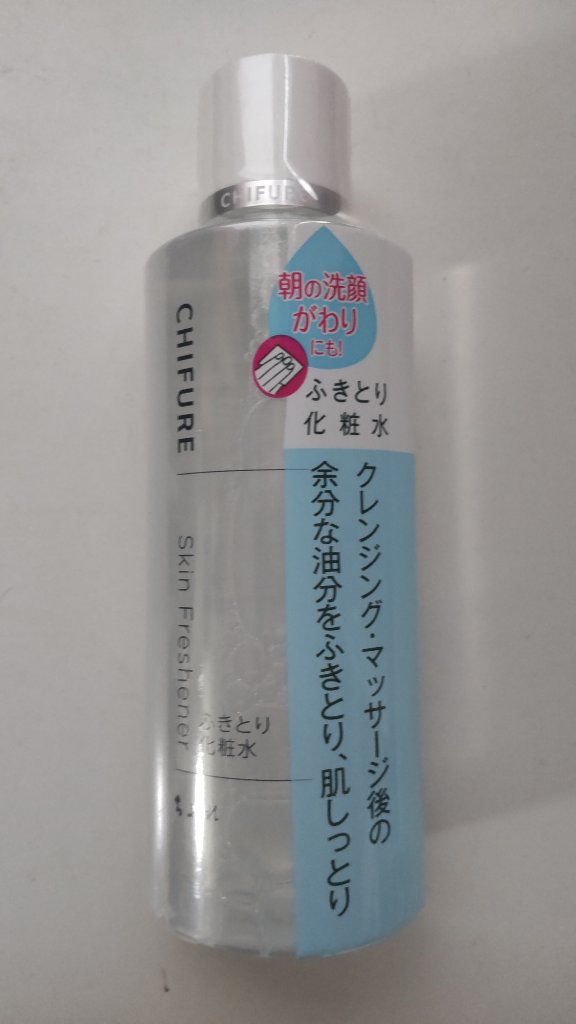 CHIFURE
朝の洗顔
がわり
にも!
ふきとり
化粧水
クレンジング・マッサージ後の
余分な油分をふきとり、肌しっとり
CHIFURE
Skin Freshener
ふきとり
化粧水